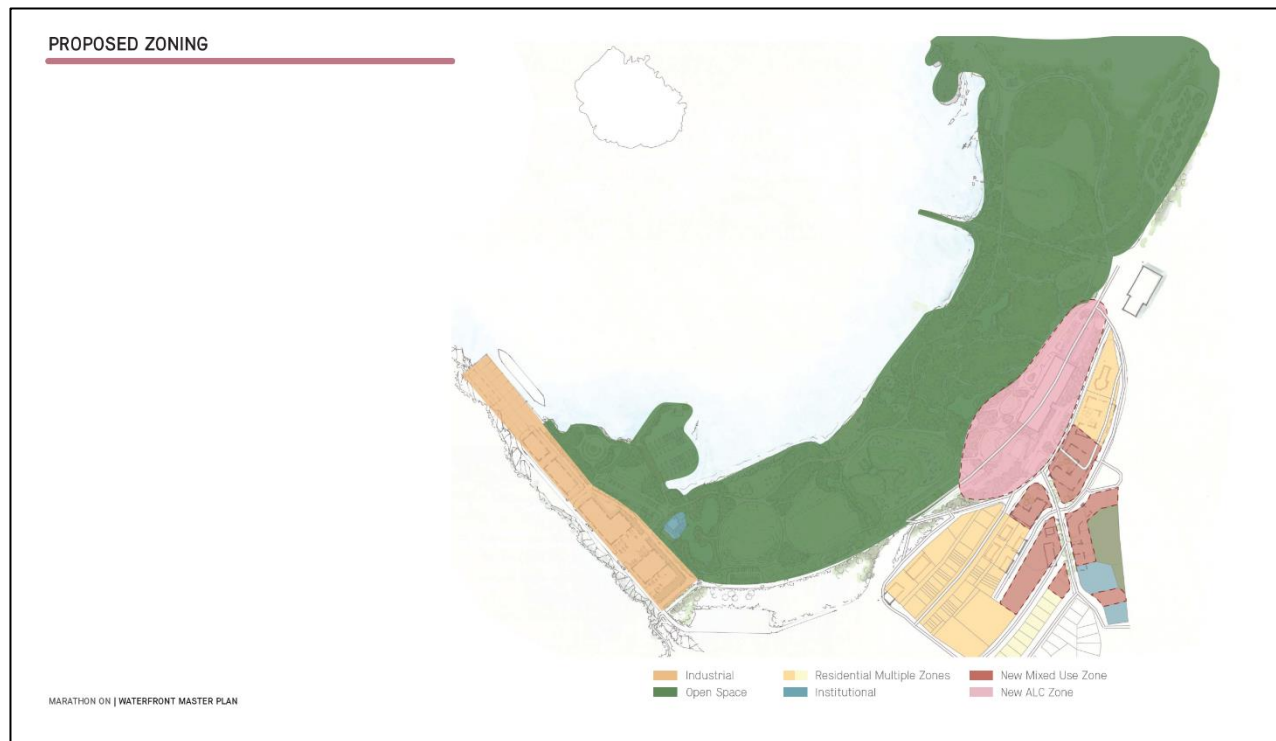 PROPOSED ZONING
Industrial
Residential Multiple Zones
New Mixed Use Zone
Open Space
Institutional
New ALC Zone
MARATHON ON | WATERFRONT MASTER PLAN